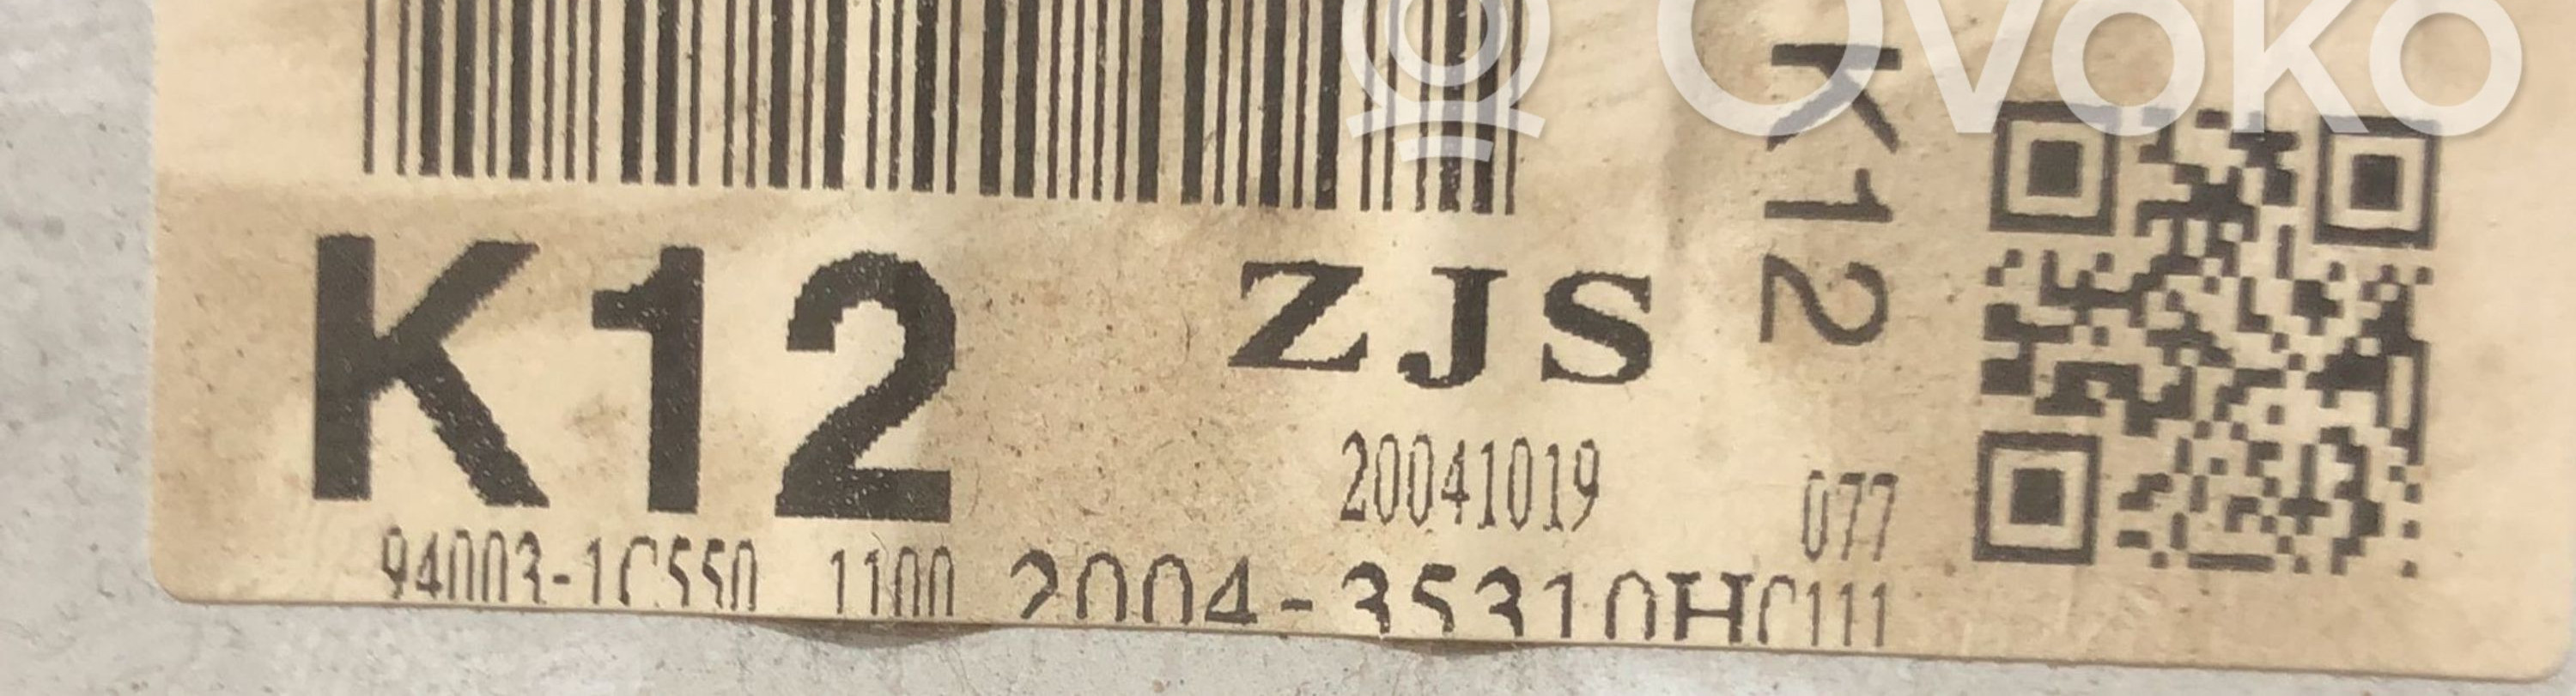 Ovoko
K12 ZJS
K12
20041019 077
94003-1C550 1100 2004-35310HC111